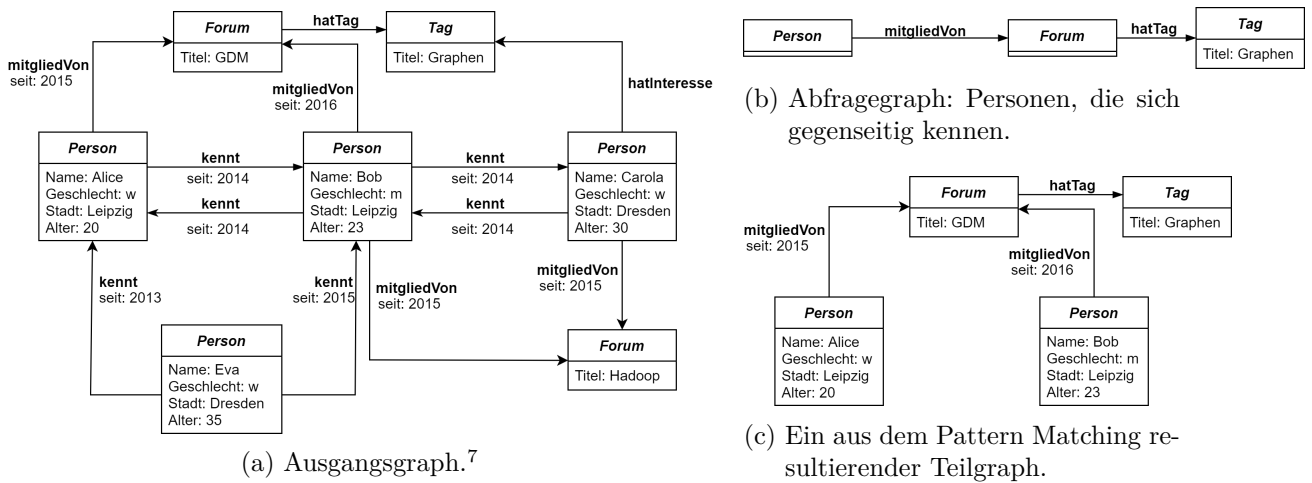 Forum
Titel: GDM
hatTag
Tag
Titel: Graphen
mitgliedVon
seit: 2015
mitgliedVon
seit: 2016
hatInteresse
Person
Name: Alice
Geschlecht: w
Stadt: Leipzig
Alter: 20
kennt
seit: 2014
kennt
seit: 2014
Person
Name: Bob
Geschlecht: m
Stadt: Leipzig
Alter: 23
kennt
seit: 2014
kennt
seit: 2014
Person
Name: Carola
Geschlecht: w
Stadt: Dresden
Alter: 30
kennt
seit: 2013
kennt
seit: 2015
mitgliedVon
seit: 2015
mitgliedVon
seit: 2015
Person
Name: Eva
Geschlecht: w
Stadt: Dresden
Alter: 35
Forum
Titel: Hadoop
(a) Ausgangsgraph.⁷
Person
mitgliedVon
Forum
hatTag
Tag
Titel: Graphen
(b) Abfragegraph: Personen, die sich
gegenseitig kennen.
Forum
Titel: GDM
hatTag
Tag
Titel: Graphen
mitgliedVon
seit: 2015
mitgliedVon
seit: 2016
Person
Name: Alice
Geschlecht: w
Stadt: Leipzig
Alter: 20
Person
Name: Bob
Geschlecht: m
Stadt: Leipzig
Alter: 23
(c) Ein aus dem Pattern Matching re-
sultierender Teilgraph.